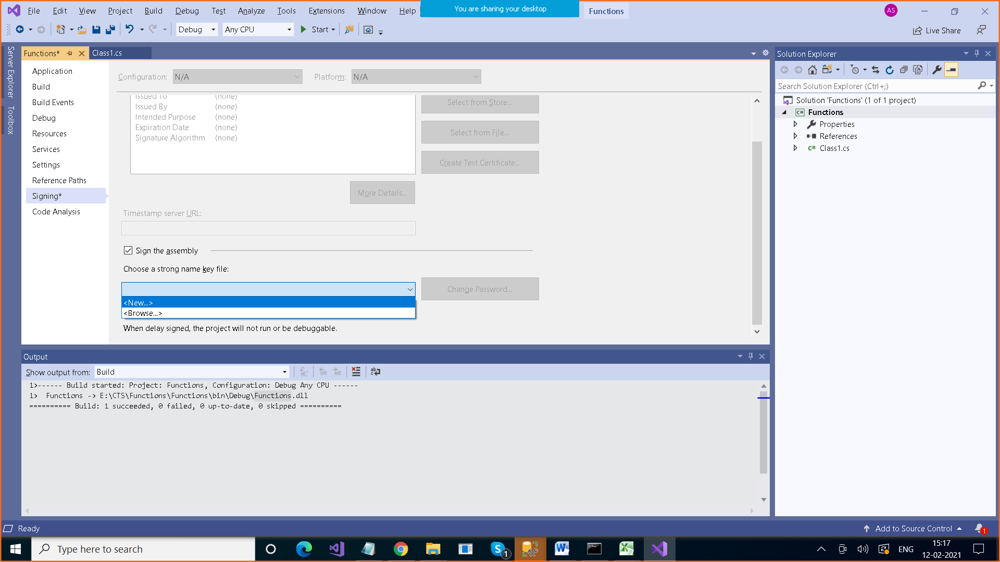 File Edit View Project Build Debug Test Analyze Tools Extensions Window Help
You are sharing your desktop
Functions
AS
Debug Any CPU Start
Live Share
Server Explorer
Toolbox
Functions* Class1.cs
Application
Build
Build Events
Debug
Resources
Services
Settings
Reference Paths
Signing*
Code Analysis
Configuration: N/A Platform: N/A
Issued To (none)
Issued By (none)
Intended Purpose (none)
Expiration Date (none)
Signature Algorithm (none)
Select from Store...
Select from File...
Create Test Certificate...
More Details...
Timestamp server URL:
Sign the assembly
Choose a strong name key file:
Change Password...
<New...>
<Browse...>
When delay signed, the project will not run or be debuggable.
Solution Explorer
Search Solution Explorer (Ctrl+;)
Solution 'Functions' (1 of 1 project)
C# Functions
Properties
References
C# Class1.cs
Output
Show output from: Build
1>------ Build started: Project: Functions, Configuration: Debug Any CPU ------
1>  Functions -> E:\CTS\Functions\Functions\bin\Debug\Functions.dll
========== Build: 1 succeeded, 0 failed, 0 up-to-date, 0 skipped ==========
Ready
Add to Source Control
1
Type here to search
1
ENG
15:17
12-02-2021